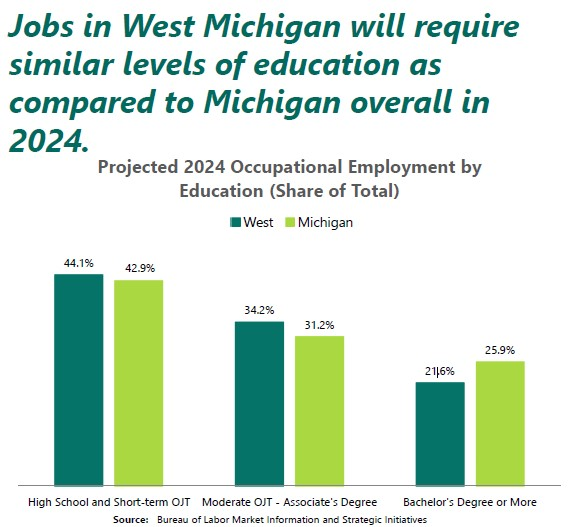 Jobs in West Michigan will require
similar levels of education as
compared to Michigan overall in
2024.
Projected 2024 Occupational Employment by
Education (Share of Total)
West Michigan
44.1% 42.9%
34.2% 31.2%
21.6% 25.9%
High School and Short-term OJT Moderate OJT - Associate's Degree Bachelor's Degree or More
Source: Bureau of Labor Market Information and Strategic Initiatives